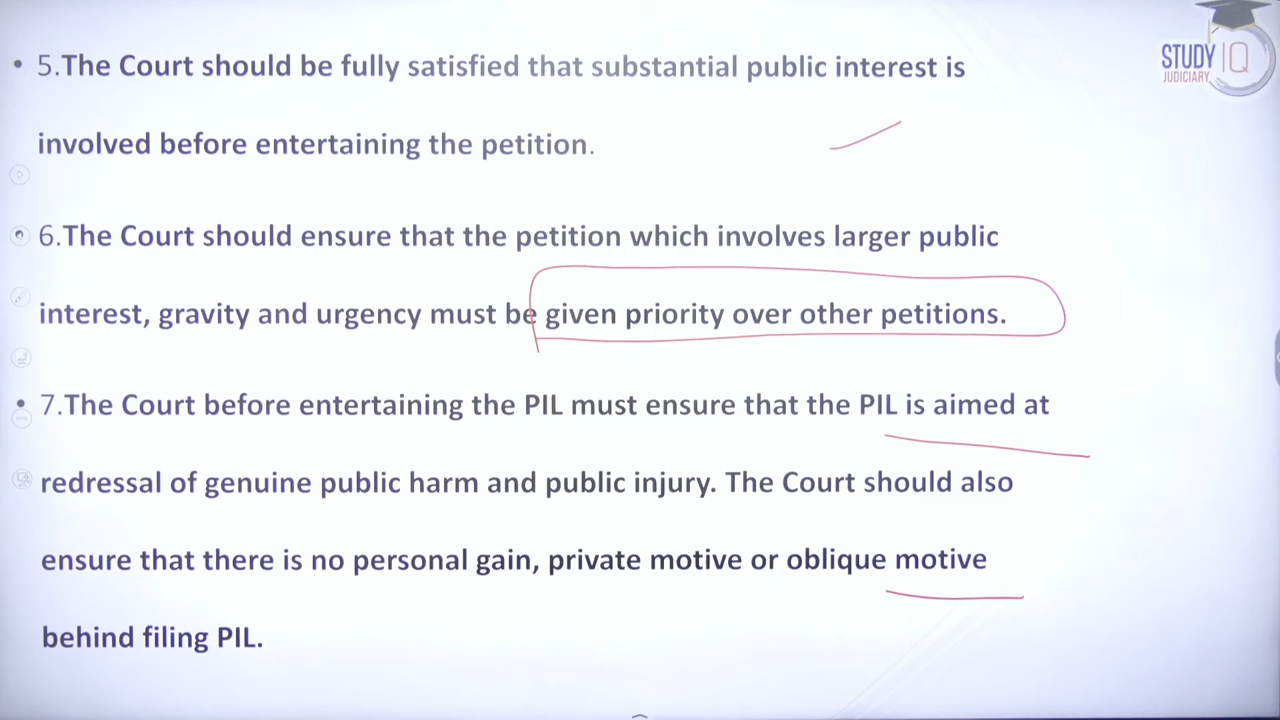 • 5.The Court should be fully satisfied that substantial public interest is
involved before entertaining the petition.
6.The Court should ensure that the petition which involves larger public
interest, gravity and urgency must be given priority over other petitions.
• 7.The Court before entertaining the PIL must ensure that the PIL is aimed at
redressal of genuine public harm and public injury. The Court should also
ensure that there is no personal gain, private motive or oblique motive
behind filing PIL.
STUDY IQ
JUDICIARY